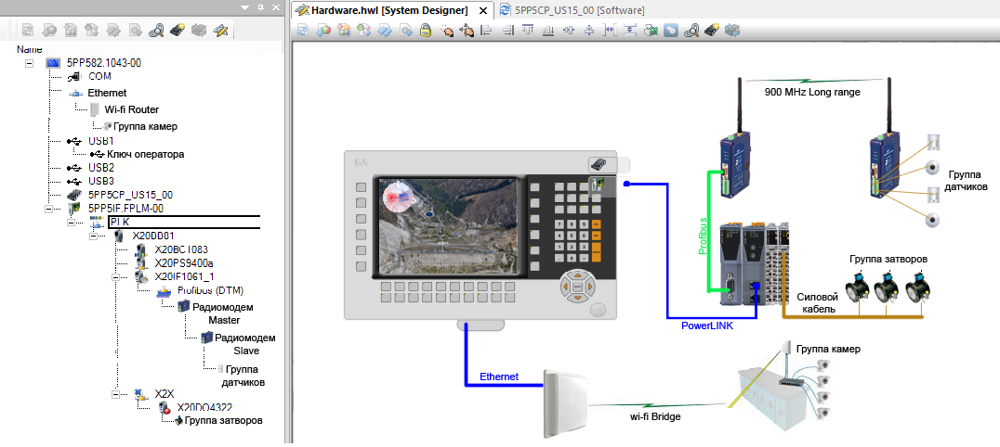 Hardware.hwl [System Designer]
5PP5CP_US15_00 [Software]
Name
5PP582.1043-00
COM
Ethernet
Wi-fi Router
Группа камер
USB1
Ключ оператора
USB2
USB3
5PP5CP_US15_00
5PP5IF.FPLM-00
PLK
X20BB81
X20BC1083
X20PS9400a
X20IF1061_1
Profibus (DTM)
Радиомодем
Master
Радиомодем
Slave
Группа
датчиков
X2X
X20DO4322
Группа затворов
900 MHz Long range
Группа
датчиков
Profibus
Группа затворов
Силовой
кабель
PowerLINK
Ethernet
Группа камер
wi-fi Bridge